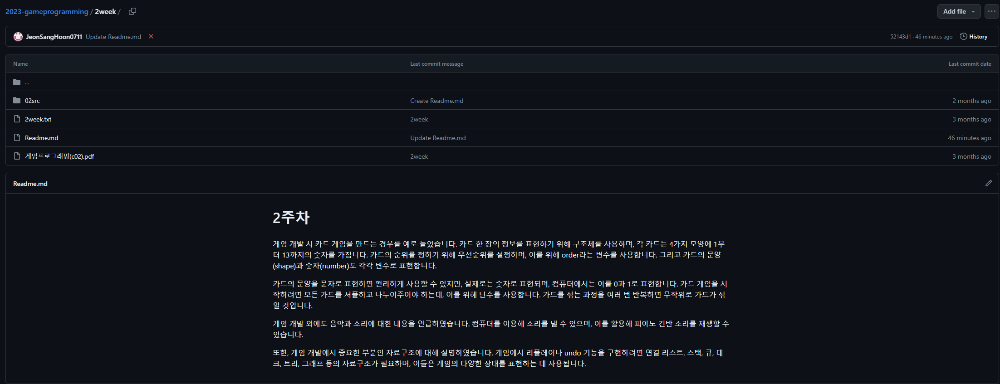 2023-gameprogramming / 2week /
Add file
JeonSangHoon0711 Update Readme.md
52143d1 · 46 minutes ago History
Name Last commit message Last commit date
..
02src Create Readme.md 2 months ago
2week.txt 2week 3 months ago
Readme.md Update Readme.md 46 minutes ago
게임프로그래밍(c02).pdf 2week 3 months ago
Readme.md
2주차
게임 개발 시 카드 게임을 만드는 경우를 예로 들었습니다. 카드 한 장의 정보를 표현하기 위해 구조체를 사용하며, 각 카드는 4가지 모양에 1부
터 13까지의 숫자를 가집니다. 카드의 순위를 정하기 위해 우선순위를 설정하며, 이를 위해 order라는 변수를 사용합니다. 그리고 카드의 문양
(shape)과 숫자(number)도 각각 변수로 표현합니다.
카드의 문양을 문자로 표현하면 편리하게 사용할 수 있지만, 실제로는 숫자로 표현되며, 컴퓨터에서는 이를 0과 1로 표현합니다. 카드 게임을 시
작하려면 모든 카드를 셔플하고 나누어주어야 하는데, 이를 위해 난수를 사용합니다. 카드를 섞는 과정을 여러 번 반복하면 무작위로 카드가 섞
일 것입니다.
게임 개발 외에도 음악과 소리에 대한 내용을 언급하였습니다. 컴퓨터를 이용해 소리를 낼 수 있으며, 이를 활용해 피아노 건반 소리를 재생할 수
있습니다.
또한, 게임 개발에서 중요한 부분인 자료구조에 대해 설명하였습니다. 게임에서 리플레이나 undo 기능을 구현하려면 연결 리스트, 스택, 큐, 데
크, 트리, 그래프 등의 자료구조가 필요하며, 이들은 게임의 다양한 상태를 표현하는 데 사용됩니다.